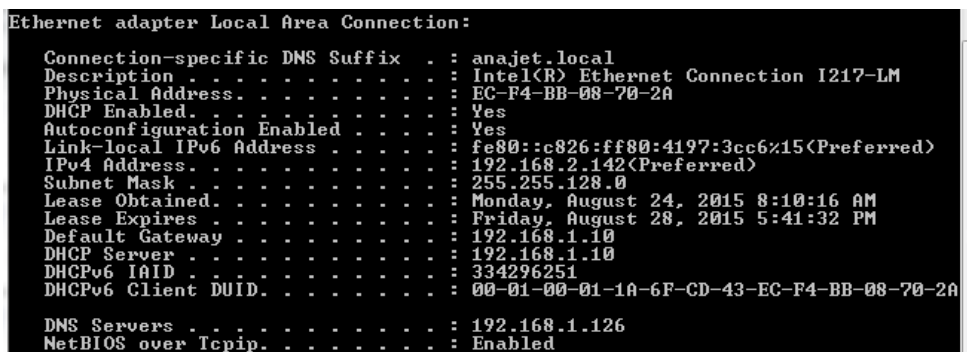 Ethernet adapter Local Area Connection:
Connection-specific DNS Suffix . : anajet.local
Description . . . . . . . . . . . : Intel(R) Ethernet Connection I217-LM
Physical Address. . . . . . . . . : EC-F4-BB-08-70-2A
DHCP Enabled. . . . . . . . . . . : Yes
Autoconfiguration Enabled . . . . : Yes
Link-local IPv6 Address . . . . . : fe80::c826:ff80:4197:3cc6%15(Preferred)
IPv4 Address. . . . . . . . . . . : 192.168.2.142(Preferred)
Subnet Mask . . . . . . . . . . . : 255.255.128.0
Lease Obtained. . . . . . . . . . : Monday, August 24, 2015 8:10:16 AM
Lease Expires . . . . . . . . . . : Friday, August 28, 2015 5:41:32 PM
Default Gateway . . . . . . . . . : 192.168.1.10
DHCP Server . . . . . . . . . . . : 192.168.1.10
DHCPv6 IAID . . . . . . . . . . . : 334296251
DHCPv6 Client DUID. . . . . . . . : 00-01-00-01-1A-6F-CD-43-EC-F4-BB-08-70-2A
DNS Servers . . . . . . . . . . . : 192.168.1.126
NetBIOS over Tcpip. . . . . . . . : Enabled